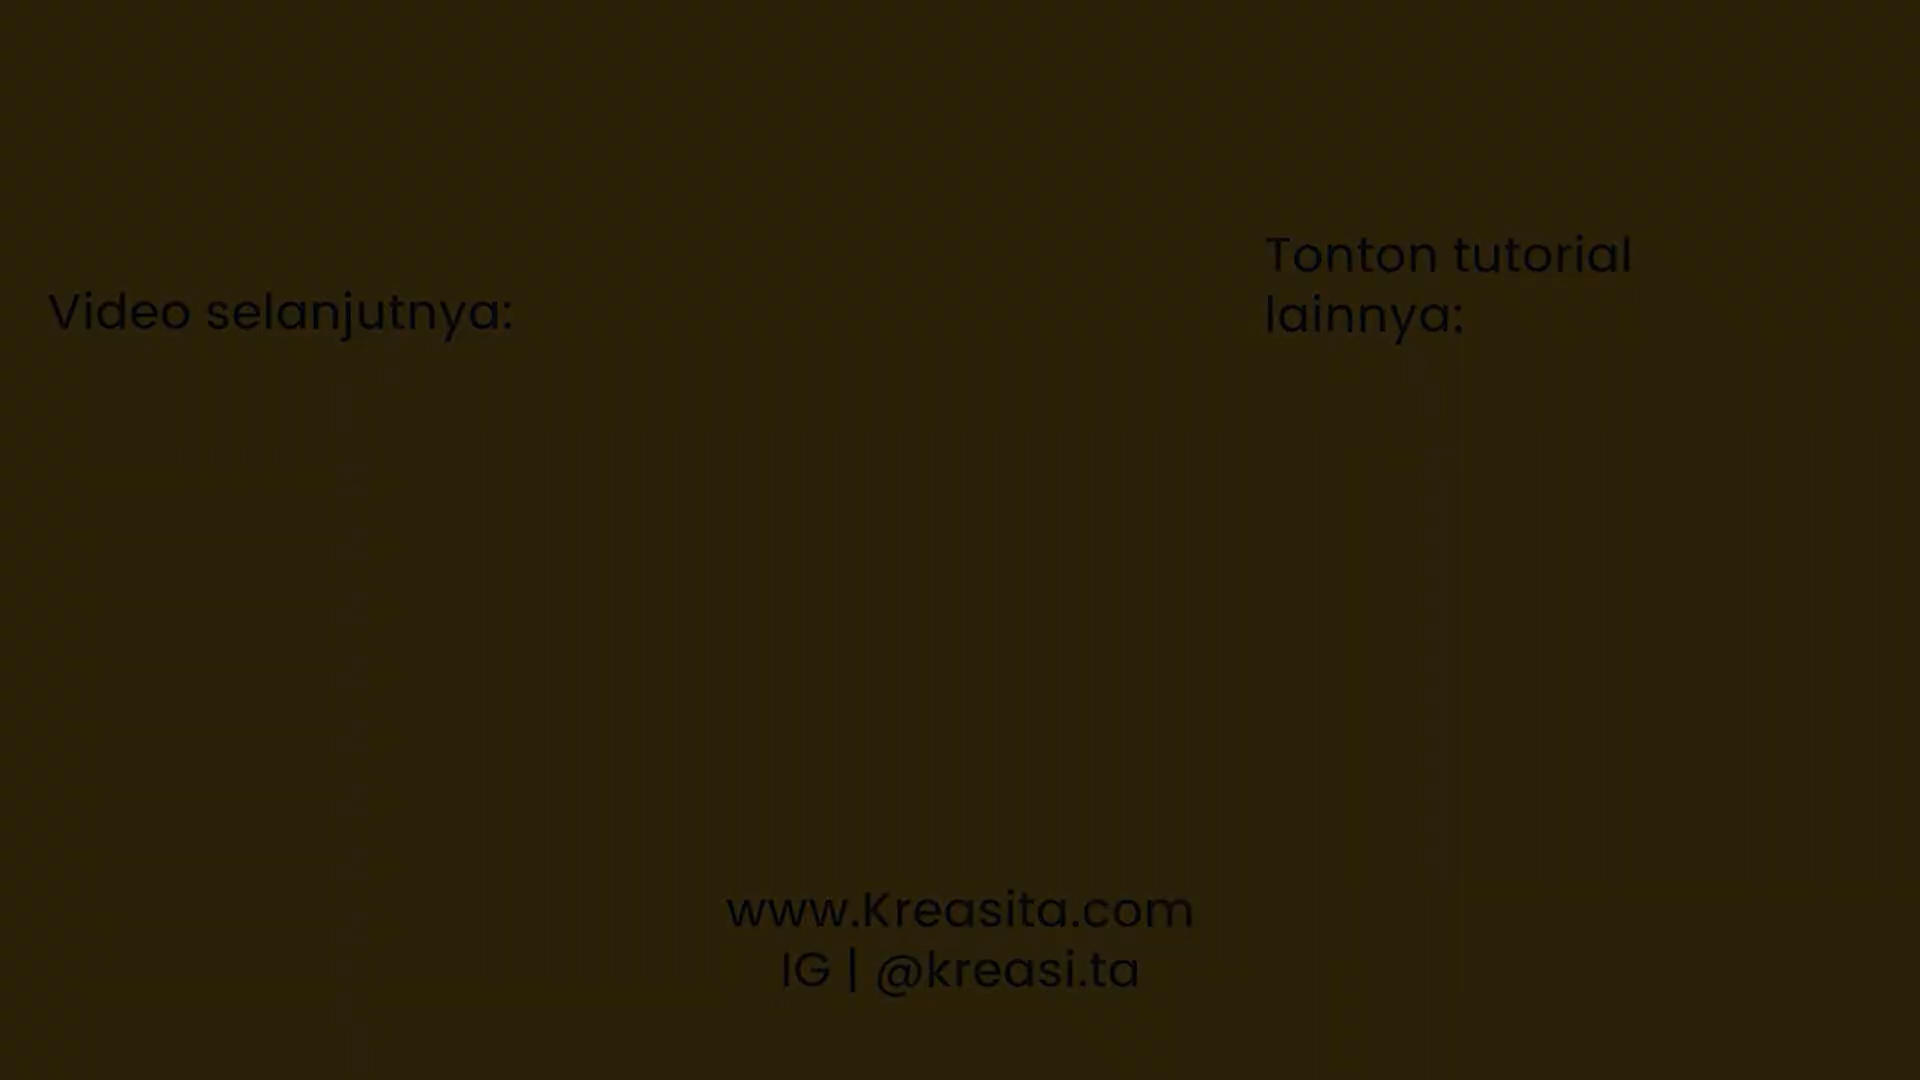 Video selanjutnya:
Tonton tutorial
lainnya:
www.Kreasita.com
IG | @kreasi.ta